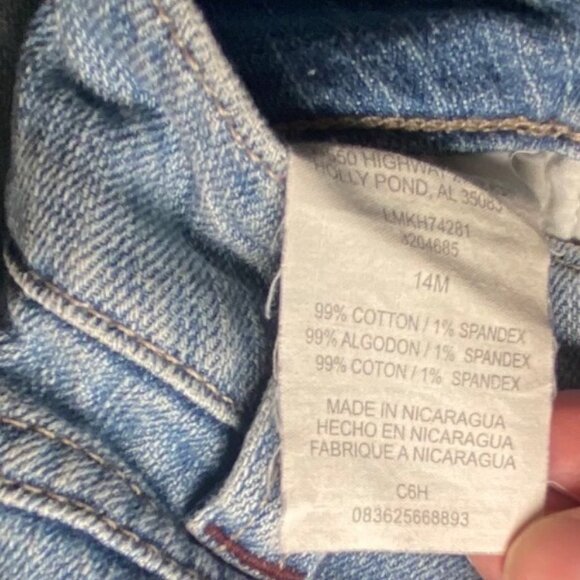 HIGHWAY
HOLLY POND, AL 35083
LMKH74281
3204685
14M
99% COTTON / 1% SPANDEX
99% ALGODON / 1% SPANDEX
99% COTON / 1% SPANDEX
MADE IN NICARAGUA
HECHO EN NICARAGUA
FABRIQUE A NICARAGUA
C6H
083625668893